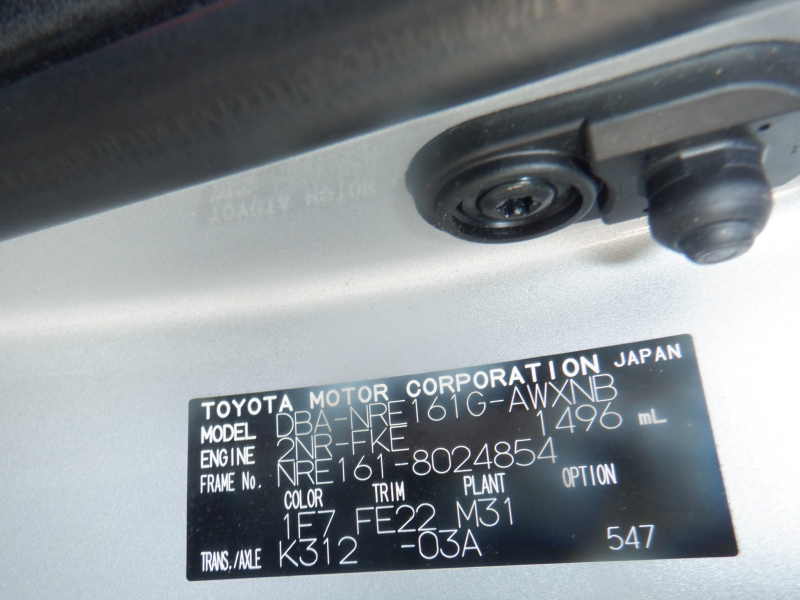 TOYOTA MOTOR CORPORATION JAPAN
MODEL DBA-NRE161G-AWXNB
ENGINE 2NR-FKE 1496 mL
FRAME No. NRE161-8024854
COLOR TRIM PLANT OPTION
1E7 FE22 M31
TRANS./AXLE K312 -03A 547